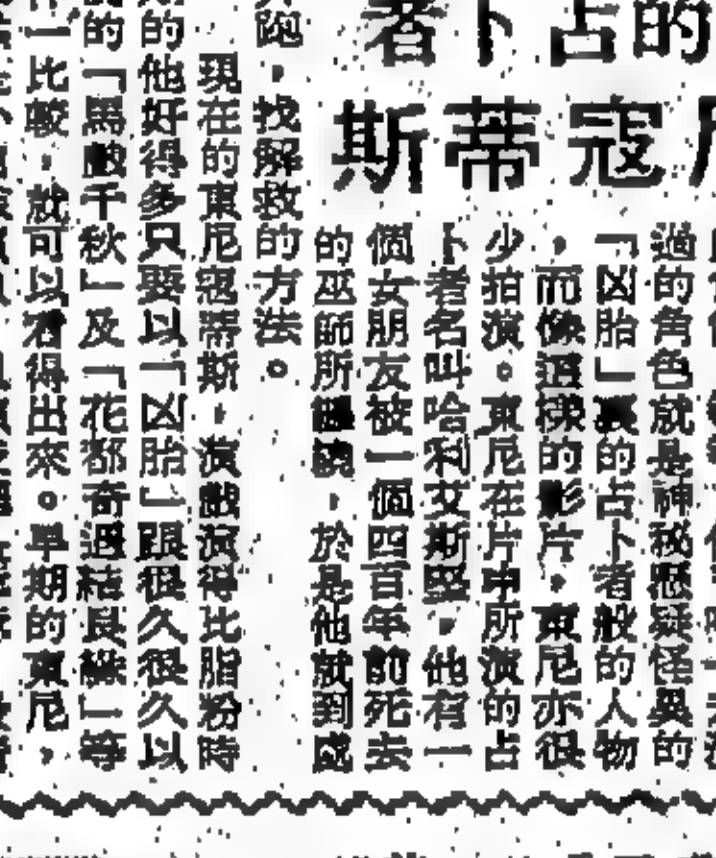 的占卜者
寇蒂斯
過的角色就是神秘懸疑怪異的
「凶胎」裏的占卜者般的人物
，而像這樣的影片，東尼亦很
少拍演。東尼在片中所演的占
卜者名叫哈利艾斯堅，他有一
個女朋友被一個四百年前死去
的巫師所，於是他就到處
跑，找解救的方法。
現在的東尼寇蒂斯，演戲演得比脂粉時
的他好得多只要以「凶胎」跟很久很久以
的「馬戲千秋」及「花都奇遇結良緣」等
一比較，就可以看得出來。早期的東尼，